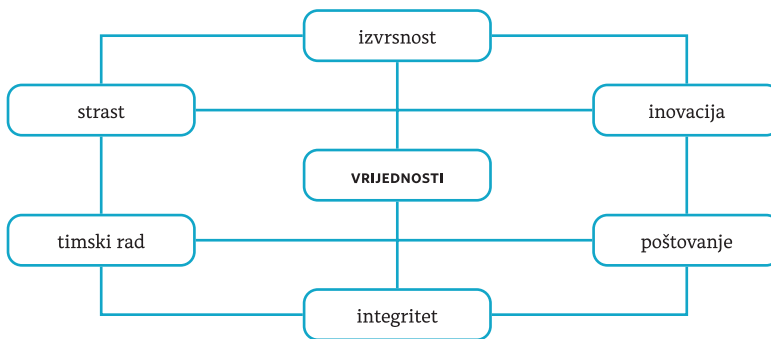 izvrsnost
strast
inovacija
VRIJEDNOSTI
timski rad
poštovanje
integritet